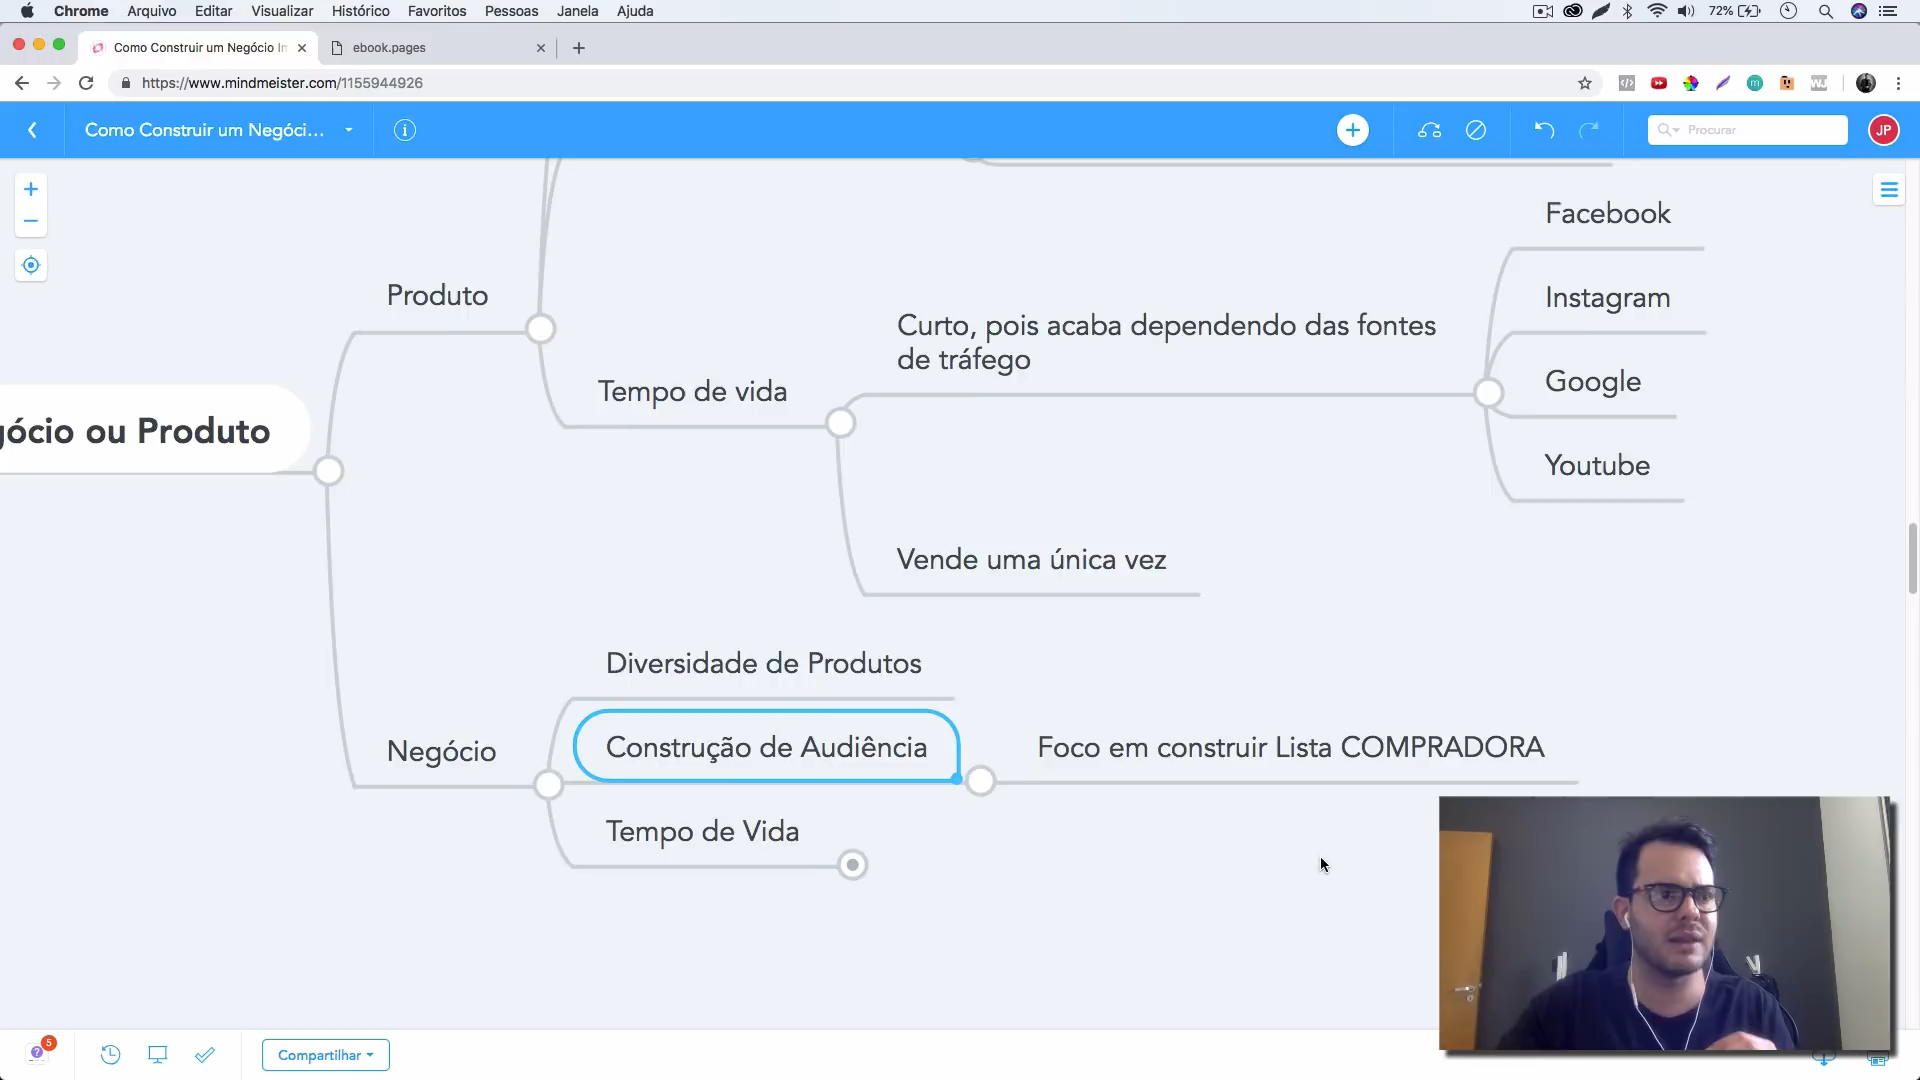 Chrome Arquivo Editar Visualizar Histórico Favoritos Pessoas Janela Ajuda 72%
Como Construir um Negócio In ebook.pages
https://www.mindmeister.com/1155944926
Como Construir um Negóci... Procurar JP
Facebook
Instagram
Google
Youtube
Produto
Curto, pois acaba dependendo das fontes
de tráfego
Tempo de vida
Vende uma única vez
gócio ou Produto
Diversidade de Produtos
Negócio
Construção de Audiência
Foco em construir Lista COMPRADORA
Tempo de Vida
5
Compartilhar